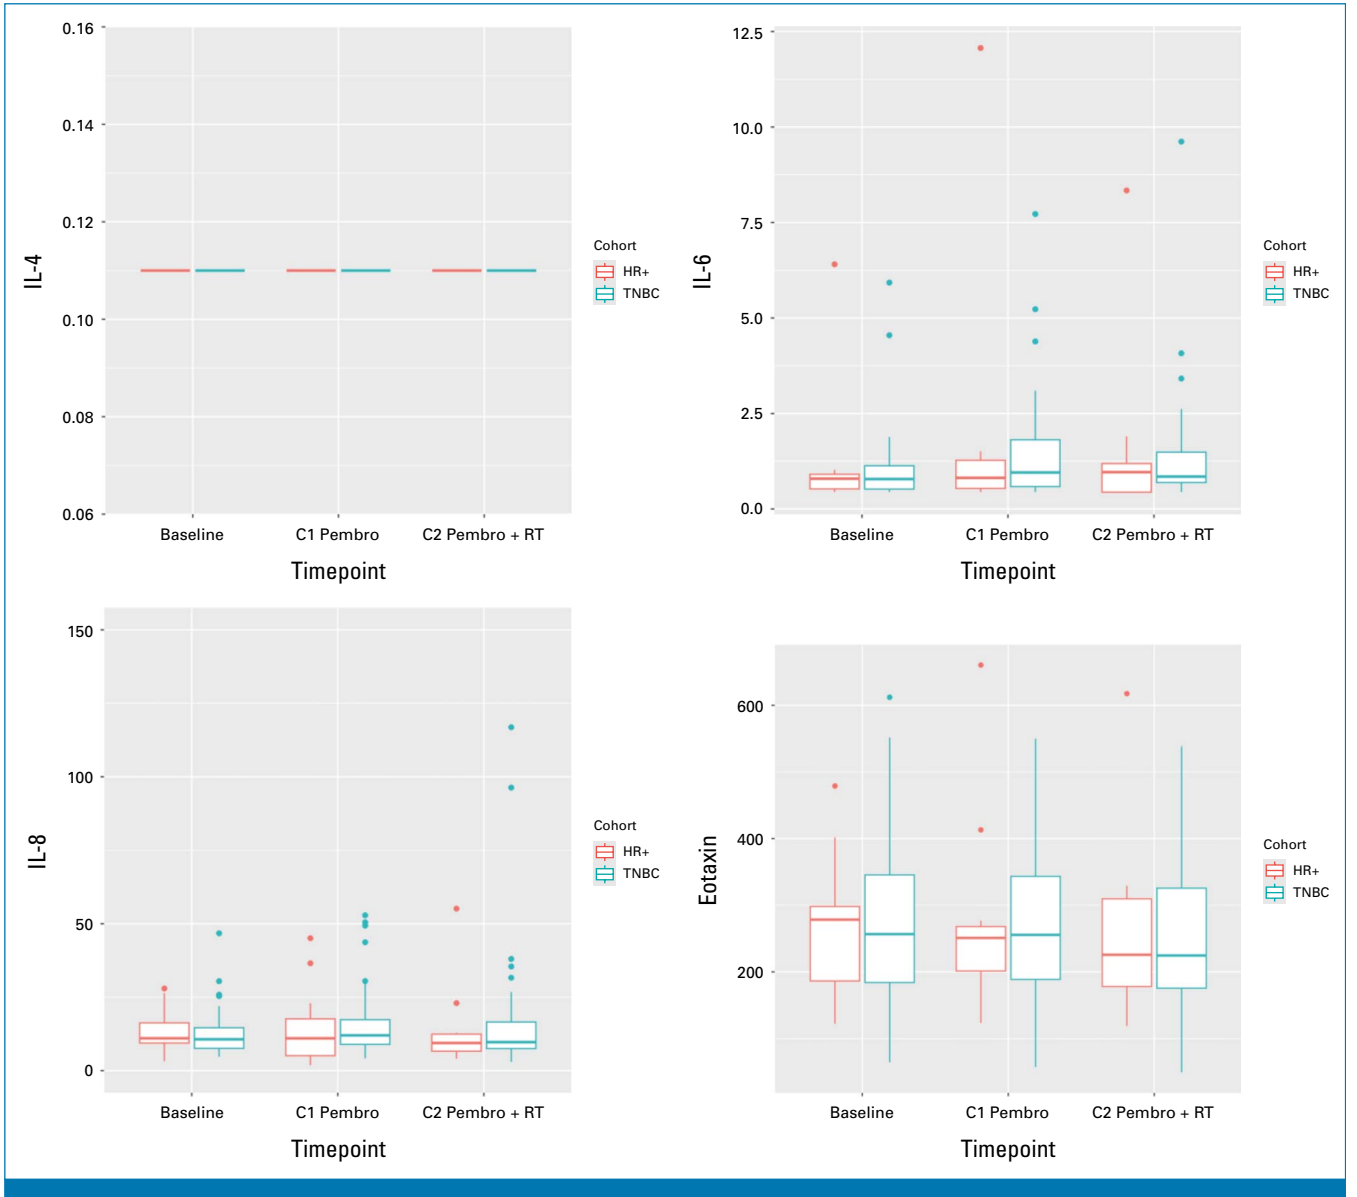 0.16
0.14
0.12
0.10
0.08
0.06
IL-4
Baseline
C1 Pembro
C2 Pembro + RT
Timepoint
Cohort
HR+
TNBC
12.5
10.0
7.5
5.0
2.5
0.0
IL-6
Baseline
C1 Pembro
C2 Pembro + RT
Timepoint
Cohort
HR+
TNBC
150
100
50
0
IL-8
Baseline
C1 Pembro
C2 Pembro + RT
Timepoint
Cohort
HR+
TNBC
600
400
200
Eotaxin
Baseline
C1 Pembro
C2 Pembro + RT
Timepoint
Cohort
HR+
TNBC